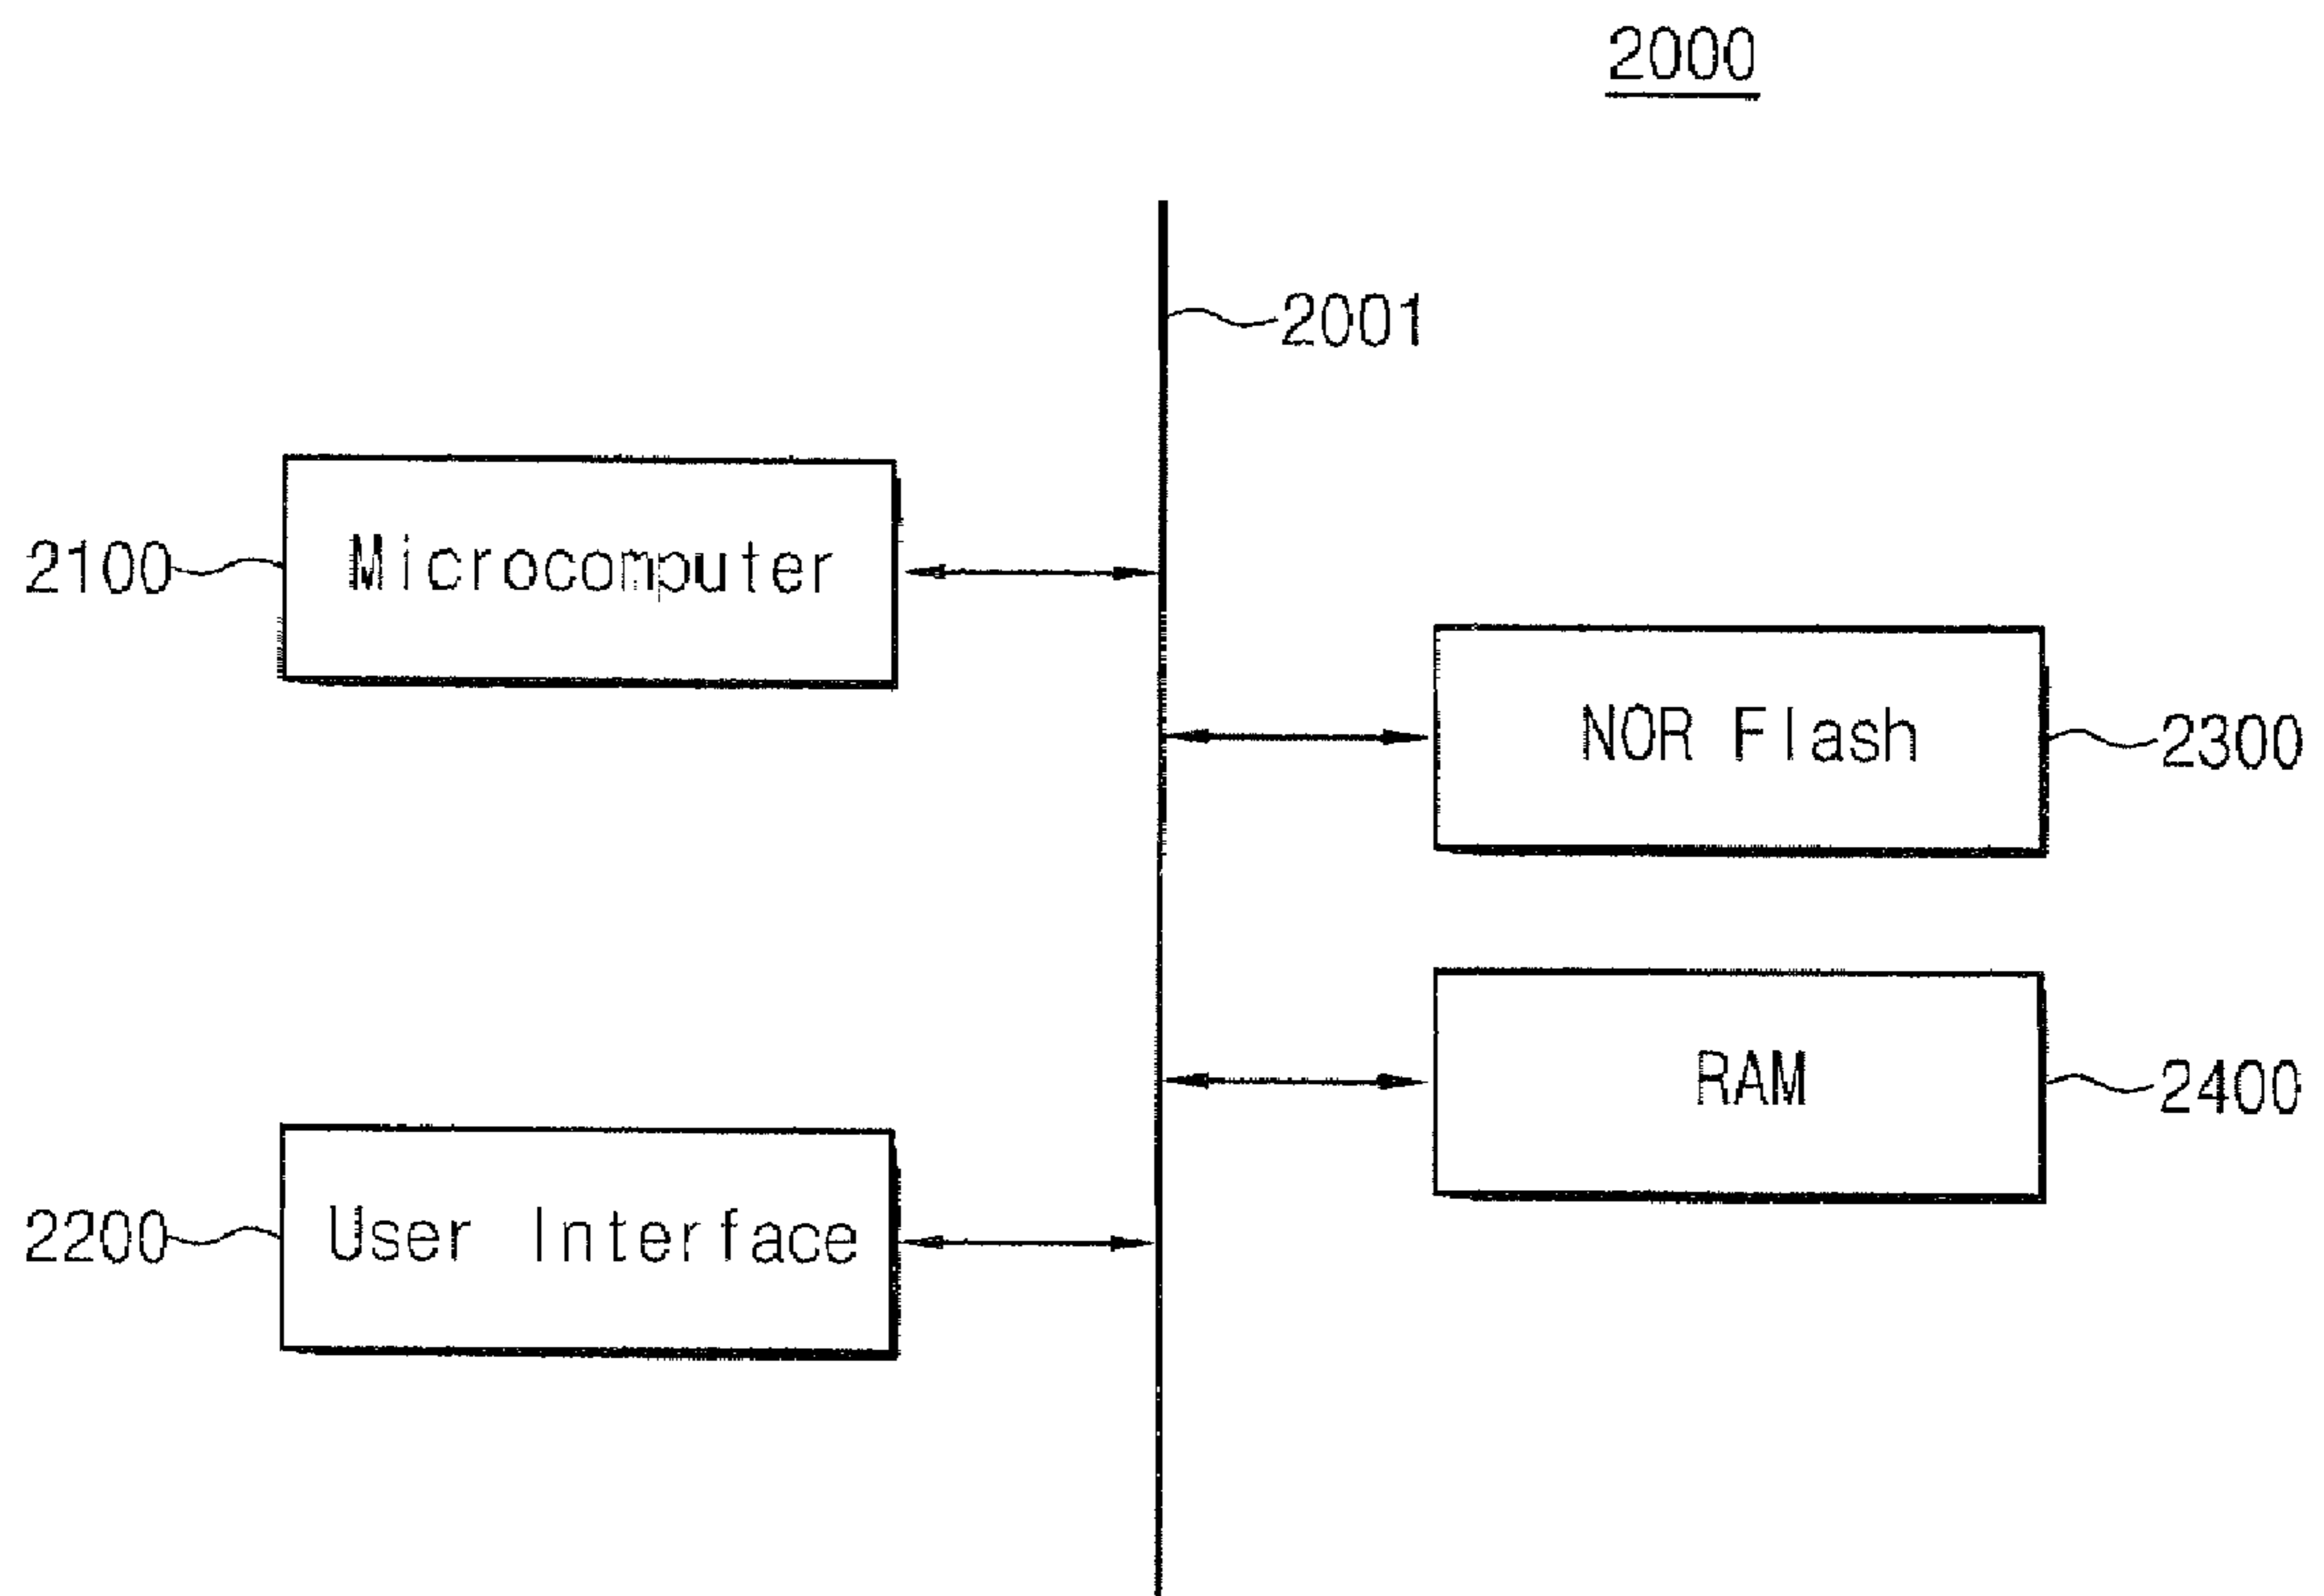 2000
2001
2100 Microcomputer
NOR Flash 2300
RAM 2400
2200 User Interface